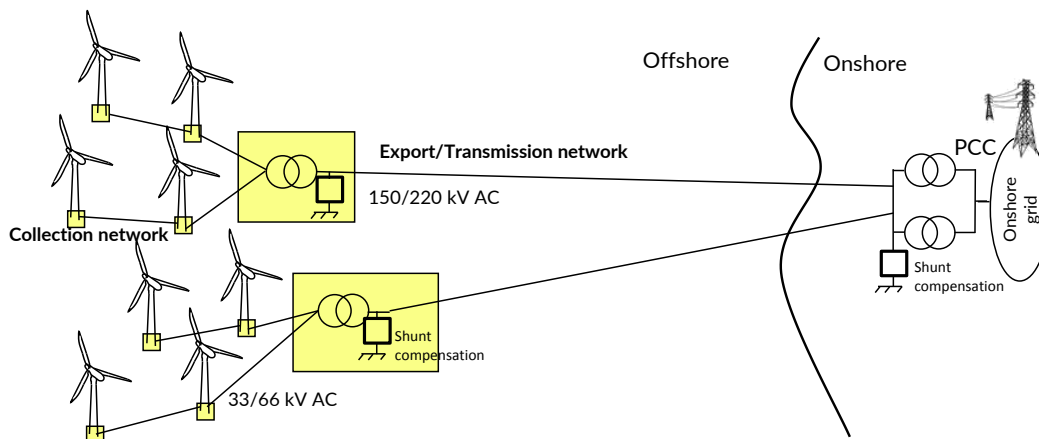 Offshore
Onshore
Export/Transmission network
PCC
150/220 kV AC
Onshore
grid
Collection network
Shunt
compensation
Shunt
compensation
33/66 kV AC